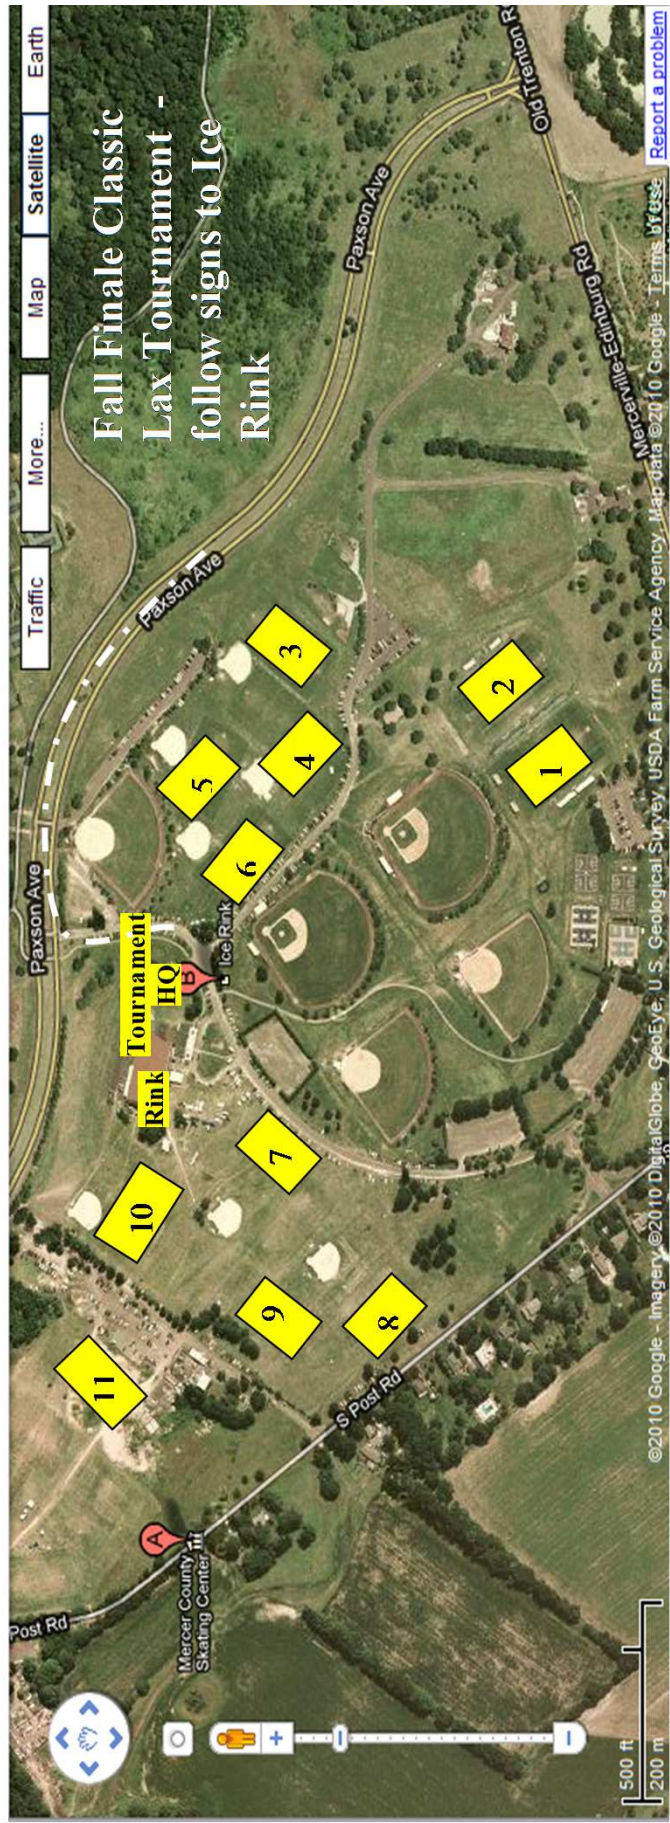 Traffic
More...
Map
Satellite
Earth
Fall Finale Classic
Lax Tournament -
follow signs to Ice
Rink
Post Rd
Paxson Ave
Paxson Ave
Paxson Ave
Old Trenton R
Mercerville-Edinburg Rd
S Post Rd
A
Mercer County
Skating Center
Tournament
HQ
B
Rink
Ice Rink
11
10
9
8
7
6
5
4
3
2
1
500 ft
200 m
©2010 Google - Imagery ©2010 DigitalGlobe, GeoEye, U.S. Geological Survey, USDA Farm Service Agency, Map data ©2010 Google - Terms of Use
Report a problem